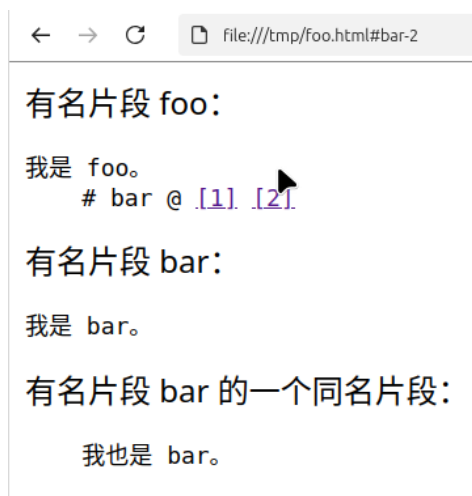 file:///tmp/foo.html#bar-2
有名片段 foo：
我是 foo。
# bar @ [1] [2]
有名片段 bar：
我是 bar。
有名片段 bar 的一个同名片段：
我也是 bar。